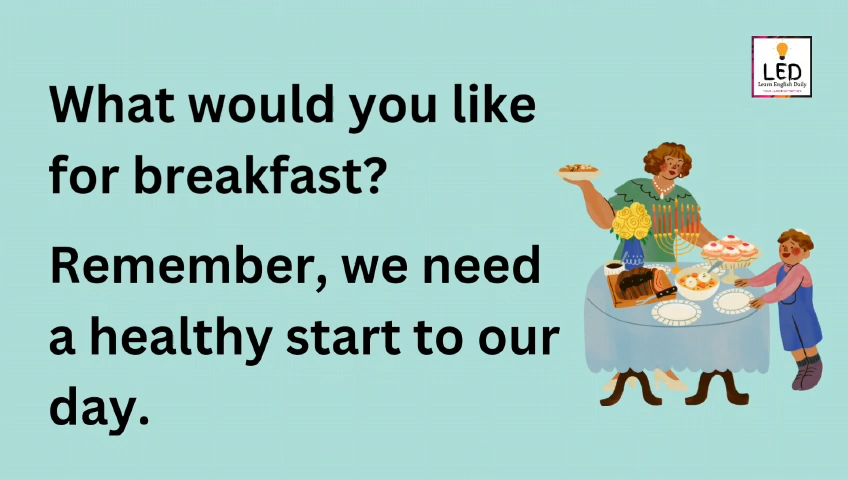 What would you like
for breakfast?
Remember, we need
a healthy start to our
day.
LED
Learn English Daily